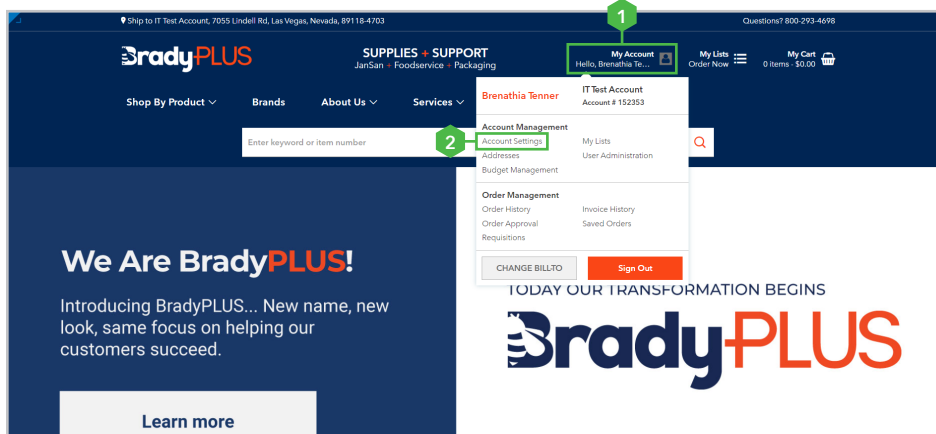 Ship to IT Test Account, 7055 Lindell Rd, Las Vegas, Nevada, 89118-4703
Questions? 800-293-4698
1
BradyPLUS
SUPPLIES + SUPPORT
JanSan + Foodservice + Packaging
My Account
Hello, Brenathia Te...
My Lists
Order Now
My Cart
0 items - $0.00
Shop By Product
Brands
About Us
Services
Enter keyword or item number
Brenathia Tenner
IT Test Account
Account # 152353
Account Management
2
Account Settings
My Lists
Addresses
User Administration
Budget Management
Order Management
Order History
Invoice History
Order Approval
Saved Orders
Requisitions
CHANGE BILL-TO
Sign Out
We Are BradyPLUS!
Introducing BradyPLUS... New name, new
look, same focus on helping our
customers succeed.
Learn more
TODAY OUR TRANSFORMATION BEGINS
BradyPLUS